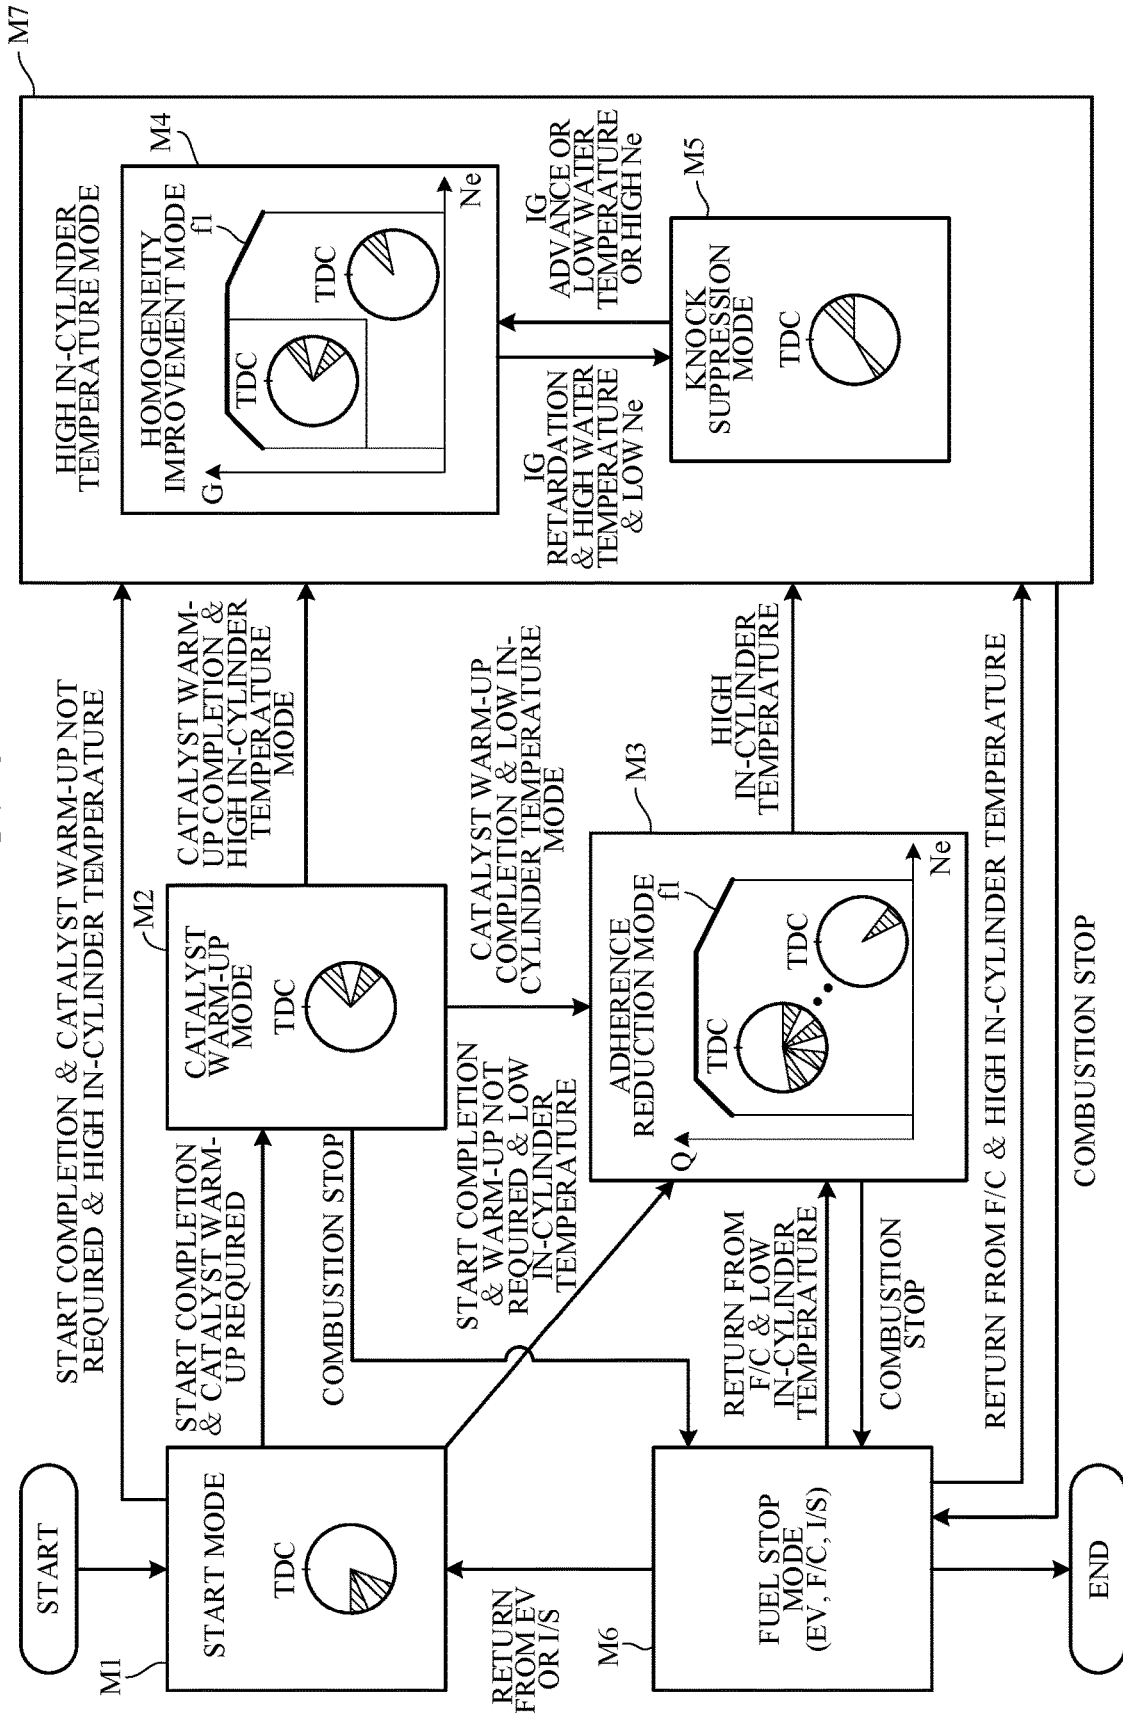 START
M1
START MODE
TDC
START COMPLETION & CATALYST WARM-UP NOT
REQUIRED & HIGH IN-CYLINDER TEMPERATURE
START COMPLETION
& CATALYST WARM-
UP REQUIRED
M2
CATALYST
WARM-UP
MODE
TDC
CATALYST WARM-
UP COMPLETION &
HIGH IN-CYLINDER
TEMPERATURE
MODE
COMBUSTION STOP
START COMPLETION
& WARM-UP NOT
REQUIRED & LOW
IN-CYLINDER
TEMPERATURE
CATALYST WARM-UP
COMPLETION & LOW IN-
CYLINDER TEMPERATURE
MODE
M3
ADHERENCE
REDUCTION MODE
f1
Q
TDC
TDC
Ne
HIGH
IN-CYLINDER
TEMPERATURE
M7
HIGH IN-CYLINDER
TEMPERATURE MODE
M4
HOMOGENEITY
IMPROVEMENT MODE
f1
G
TDC
TDC
Ne
IG
RETARDATION
& HIGH WATER
TEMPERATURE
& LOW Ne
IG
ADVANCE OR
LOW WATER
TEMPERATURE
OR HIGH Ne
M5
KNOCK
SUPPRESSION
MODE
TDC
RETURN
FROM EV
OR I/S
M6
FUEL STOP
MODE
(EV, F/C, I/S)
RETURN FROM
F/C & LOW
IN-CYLINDER
TEMPERATURE
COMBUSTION
STOP
RETURN FROM F/C & HIGH IN-CYLINDER TEMPERATURE
COMBUSTION STOP
END